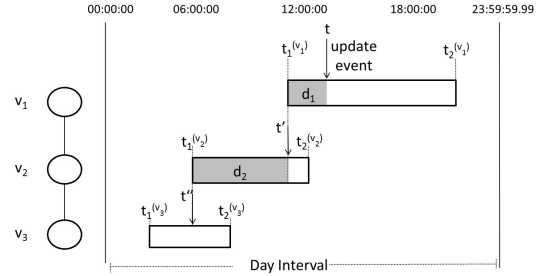 00:00:00 06:00:00 12:00:00 18:00:00 23:59:59.99
t
t₁⁽ᵛ₁⁾ update t₂⁽ᵛ₁⁾
event
v₁ d₁
t'
t₁⁽ᵛ₂⁾ t₂⁽ᵛ₂⁾
v₂ d₂
t''
t₁⁽ᵛ₃⁾ t₂⁽ᵛ₃⁾
v₃
Day Interval